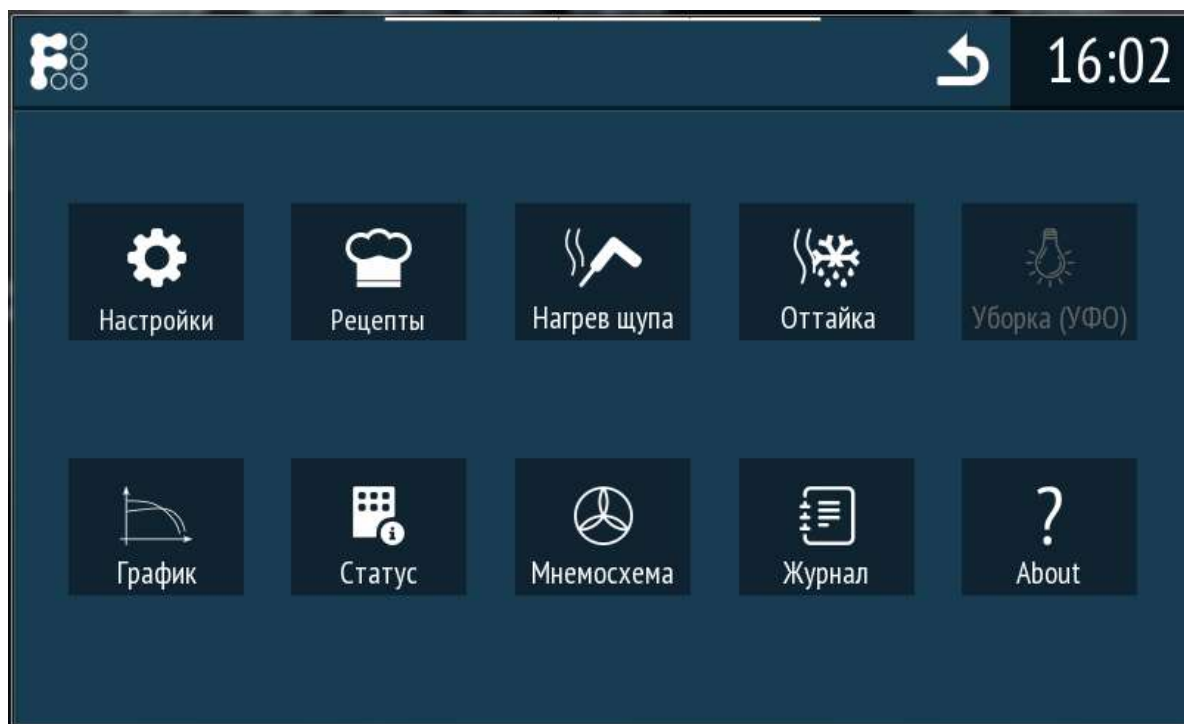 16:02
Настройки
Рецепты
Нагрев щупа
Оттайка
Уборка (УФО)
График
Статус
Мнемосхема
Журнал
? About